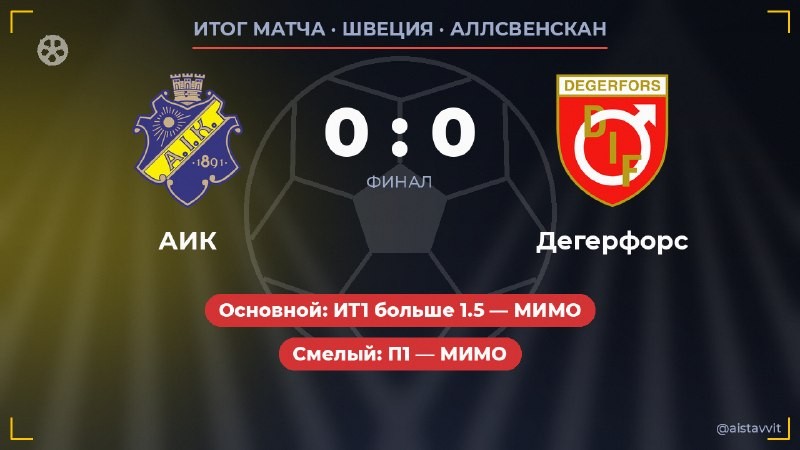 ИТОГ МАТЧА · ШВЕЦИЯ · АЛЛСВЕНСКАН
A.I.K.
·1891·
DEGERFORS
DIF
0 : 0
ФИНАЛ
АИК
Дегерфорс
Основной: ИТ1 больше 1.5 — МИМО
Смелый: П1 — МИМО
@aistavvit